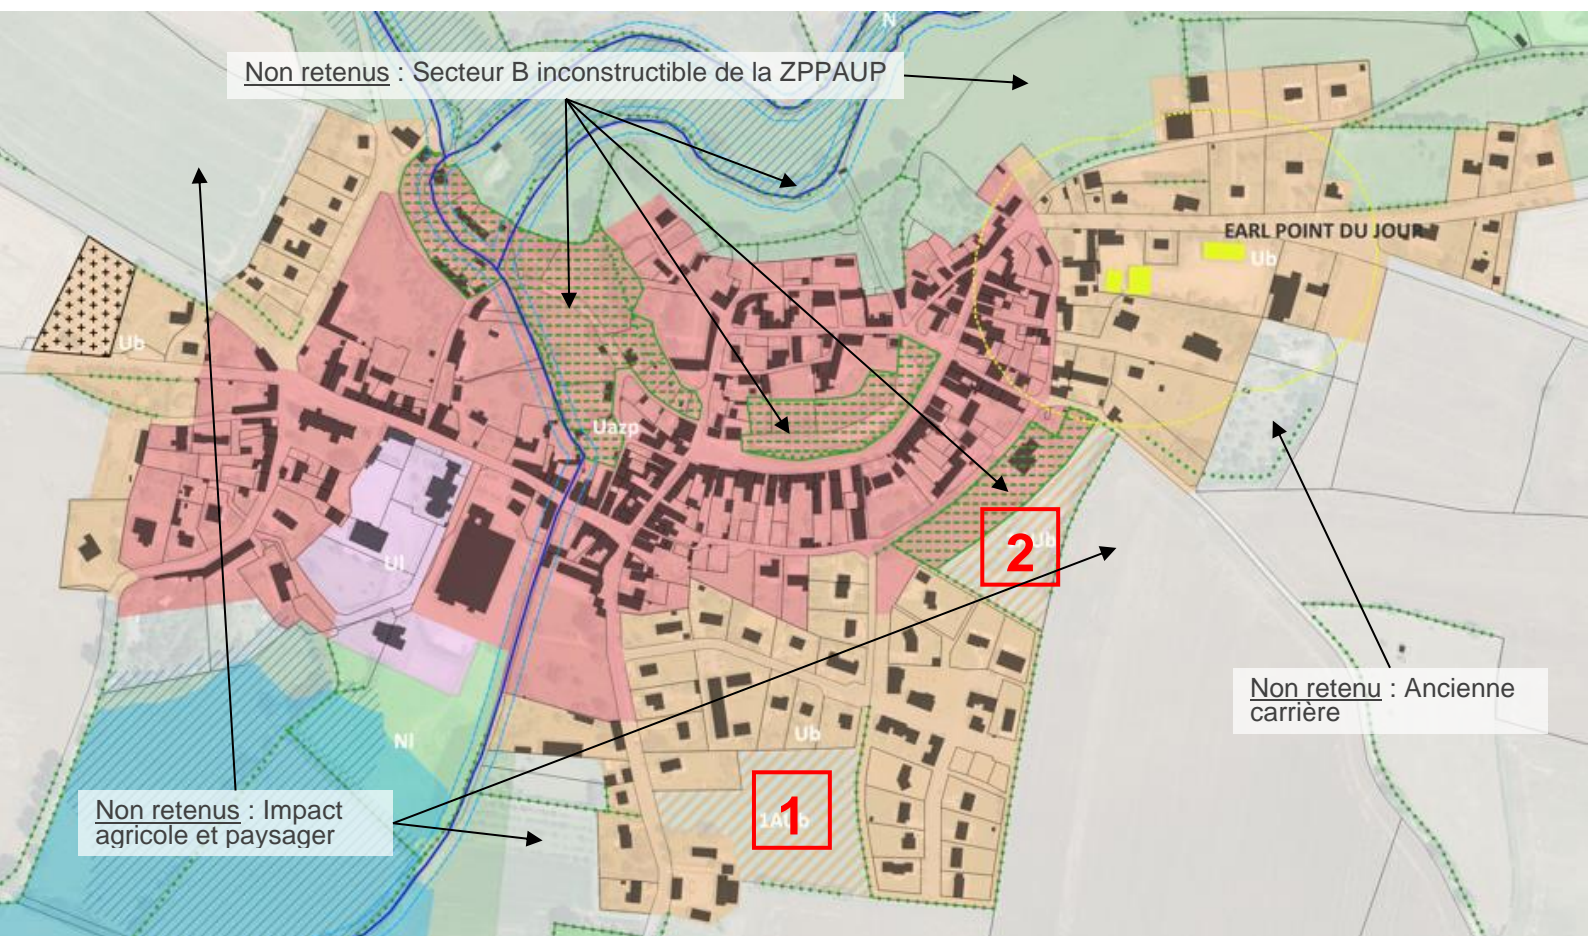 N
Non retenus : Secteur B inconstructible de la ZPPAUP
EARL POINT DU JOUR
Ub
Ub
Uazp
Ul
2
Ub
Non retenu : Ancienne
carrière
Ub
Nl
Non retenus : Impact
agricole et paysager
1
1AUb